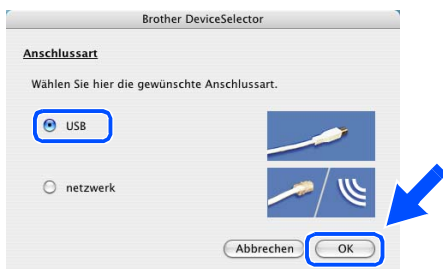 Brother DeviceSelector
Anschlussart
Wählen Sie hier die gewünschte Anschlussart.
USB
netzwerk
Abbrechen OK